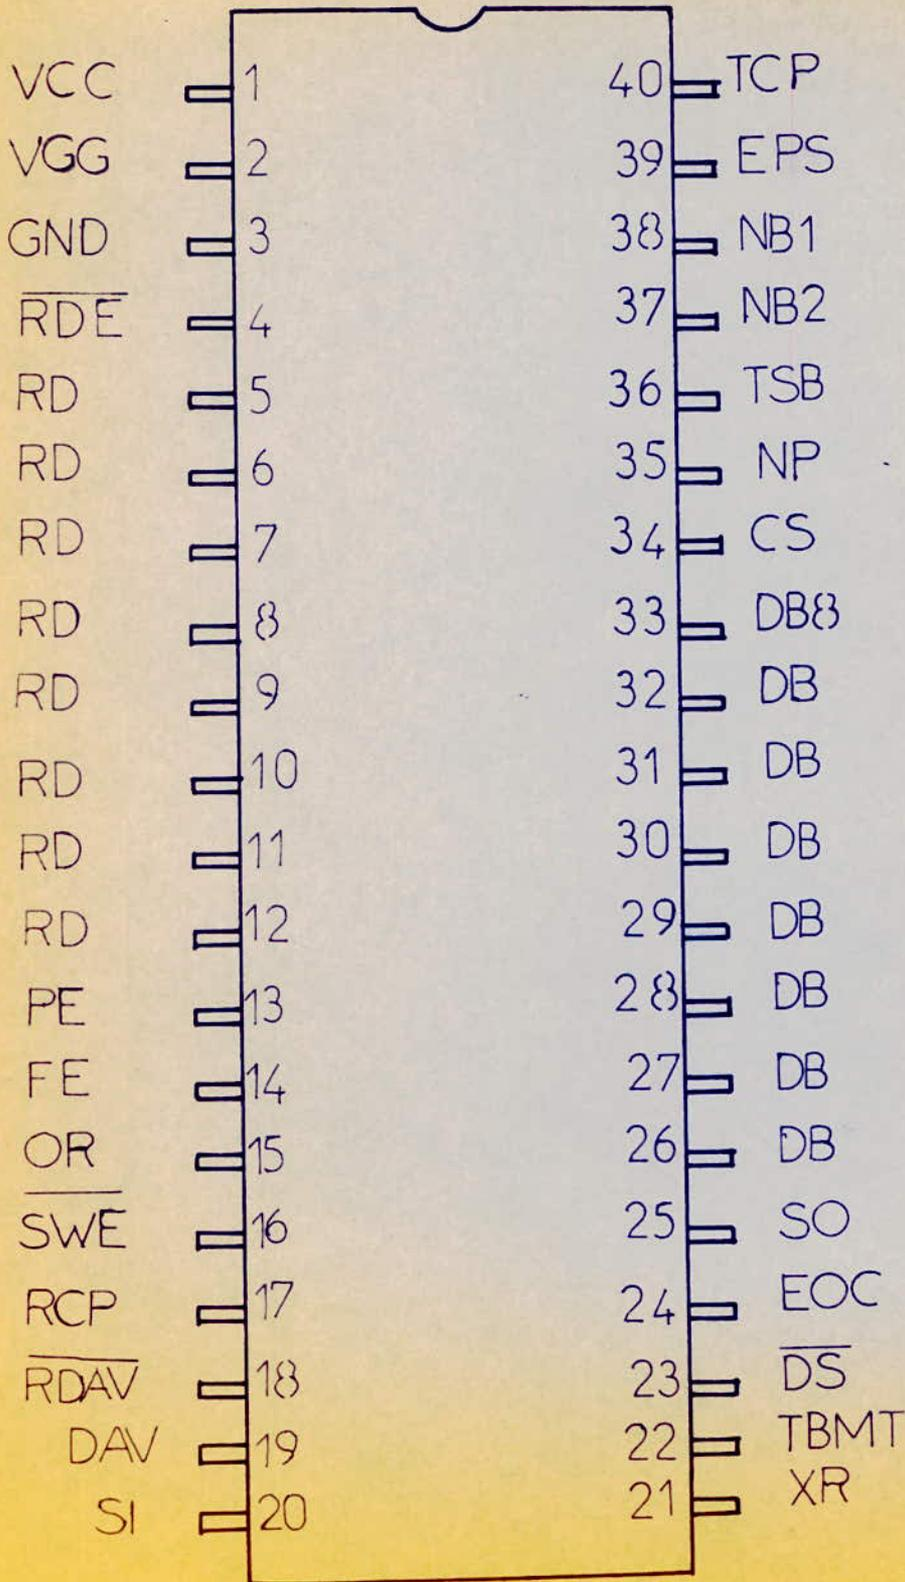 VCC 1 40 TCP
VGG 2 39 EPS
GND 3 38 NB1
R̅D̅E̅ 4 37 NB2
RD 5 36 TSB
RD 6 35 NP
RD 7 34 CS
RD 8 33 DB8
RD 9 32 DB
RD 10 31 DB
RD 11 30 DB
RD 12 29 DB
PE 13 28 DB
FE 14 27 DB
OR 15 26 DB
S̅W̅E̅ 16 25 SO
RCP 17 24 EOC
R̅D̅A̅V̅ 18 23 D̅S̅
DAV 19 22 TBMT
SI 20 21 XR